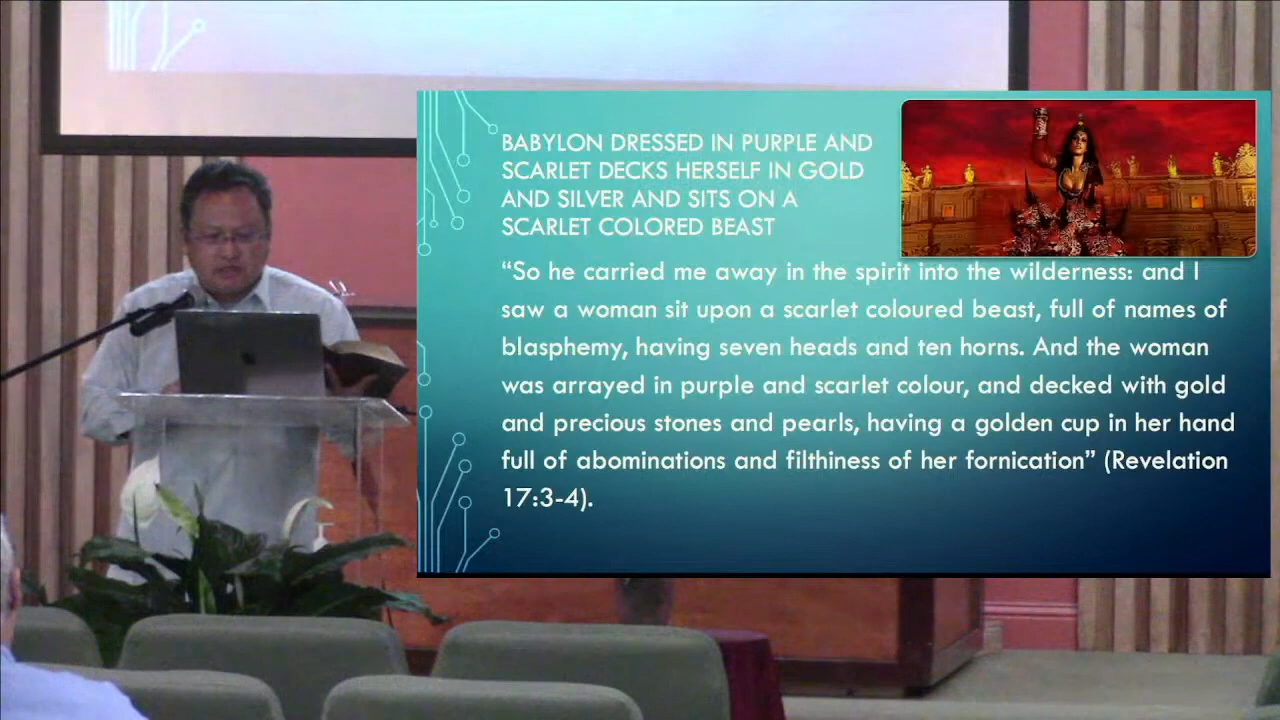 BABYLON DRESSED IN PURPLE AND
SCARLET DECKS HERSELF IN GOLD
AND SILVER AND SITS ON A
SCARLET COLORED BEAST
“So he carried me away in the spirit into the wilderness: and I
saw a woman sit upon a scarlet coloured beast, full of names of
blasphemy, having seven heads and ten horns. And the woman
was arrayed in purple and scarlet colour, and decked with gold
and precious stones and pearls, having a golden cup in her hand
full of abominations and filthiness of her fornication” (Revelation
17:3-4).